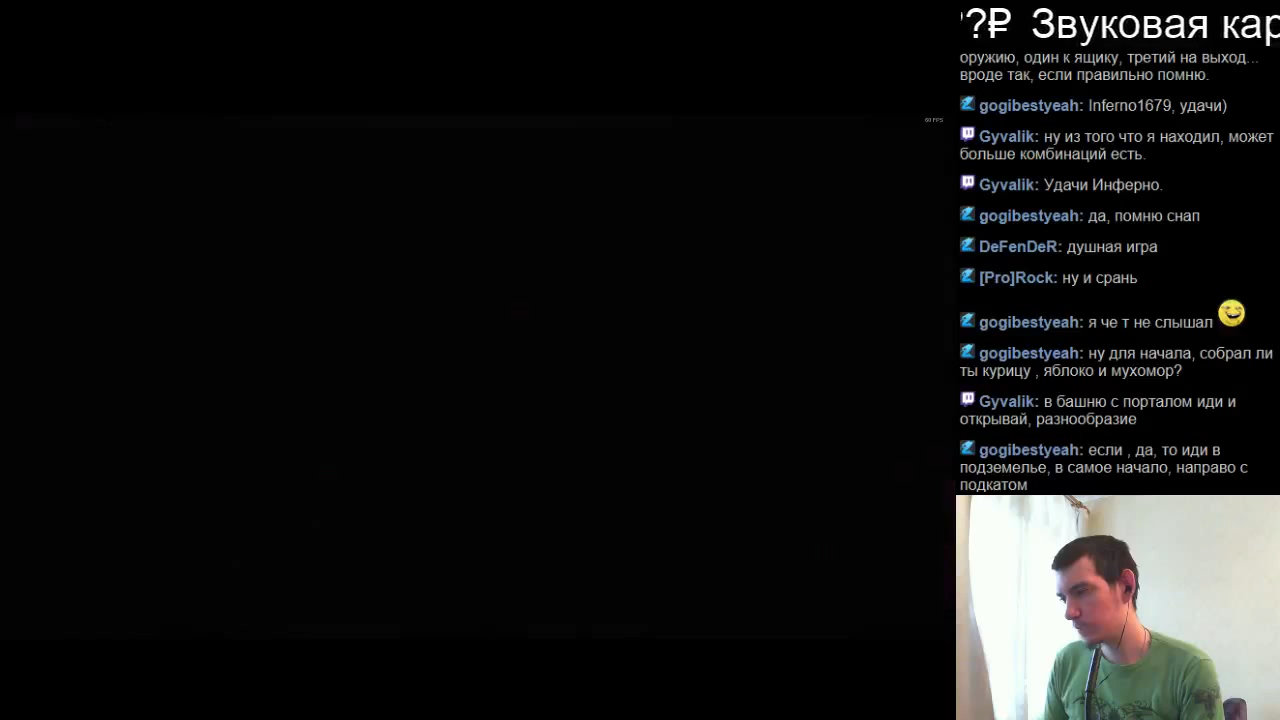 ?₽ Звуковая кар
оружию, один к ящику, третий на выход...
вроде так, если правильно помню.
gogibestyeah: Inferno1679, удачи)
Gyvalik: ну из того что я находил, может
больше комбинаций есть.
Gyvalik: Удачи Инферно.
gogibestyeah: да, помню снап
DeFenDeR: душная игра
[Pro]Rock: ну и срань
gogibestyeah: я че т не слышал
gogibestyeah: ну для начала, собрал ли
ты курицу , яблоко и мухомор?
Gyvalik: в башню с порталом иди и
открывай, разнообразие
gogibestyeah: если , да, то иди в
подземелье, в самое начало, направо с
подкатом
60 FPS